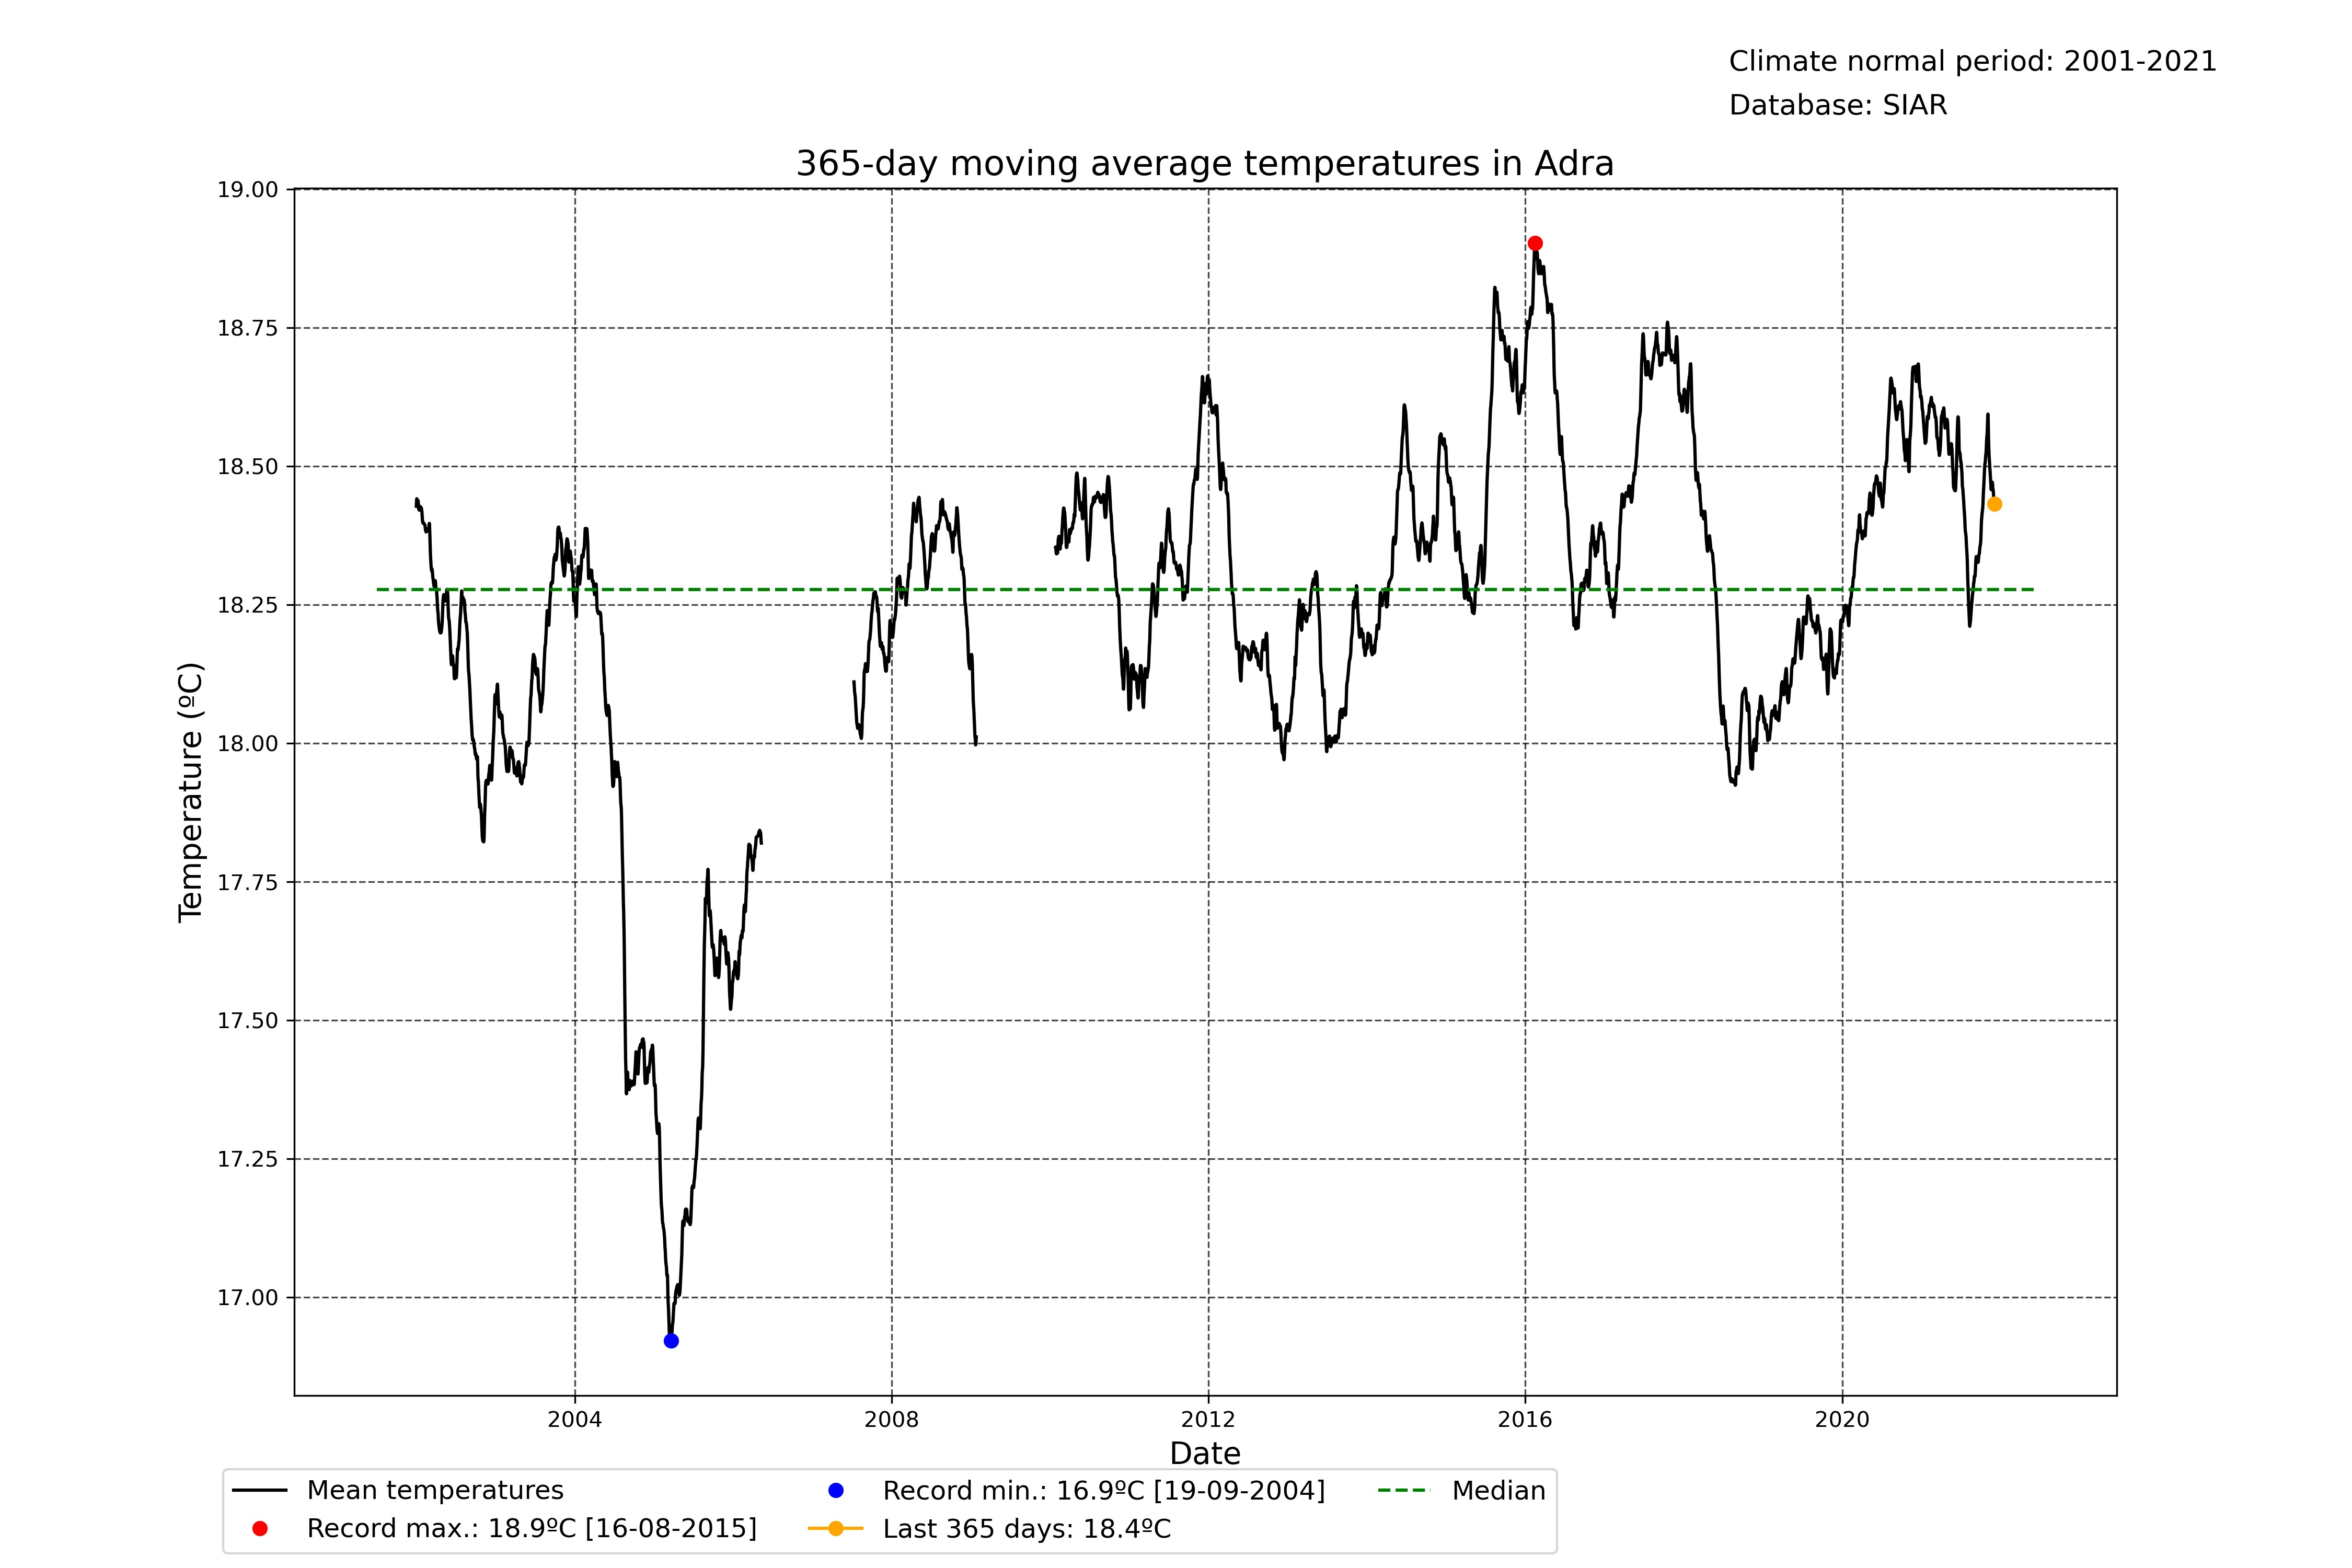 Climate normal period: 2001-2021
Database: SIAR
365-day moving average temperatures in Adra
19.00
18.75
18.50
18.25
18.00
17.75
17.50
17.25
17.00
Temperature (ºC)
2004 2008 2012 2016 2020
Date
Mean temperatures
Record max.: 18.9ºC [16-08-2015]
Record min.: 16.9ºC [19-09-2004]
Last 365 days: 18.4ºC
Median